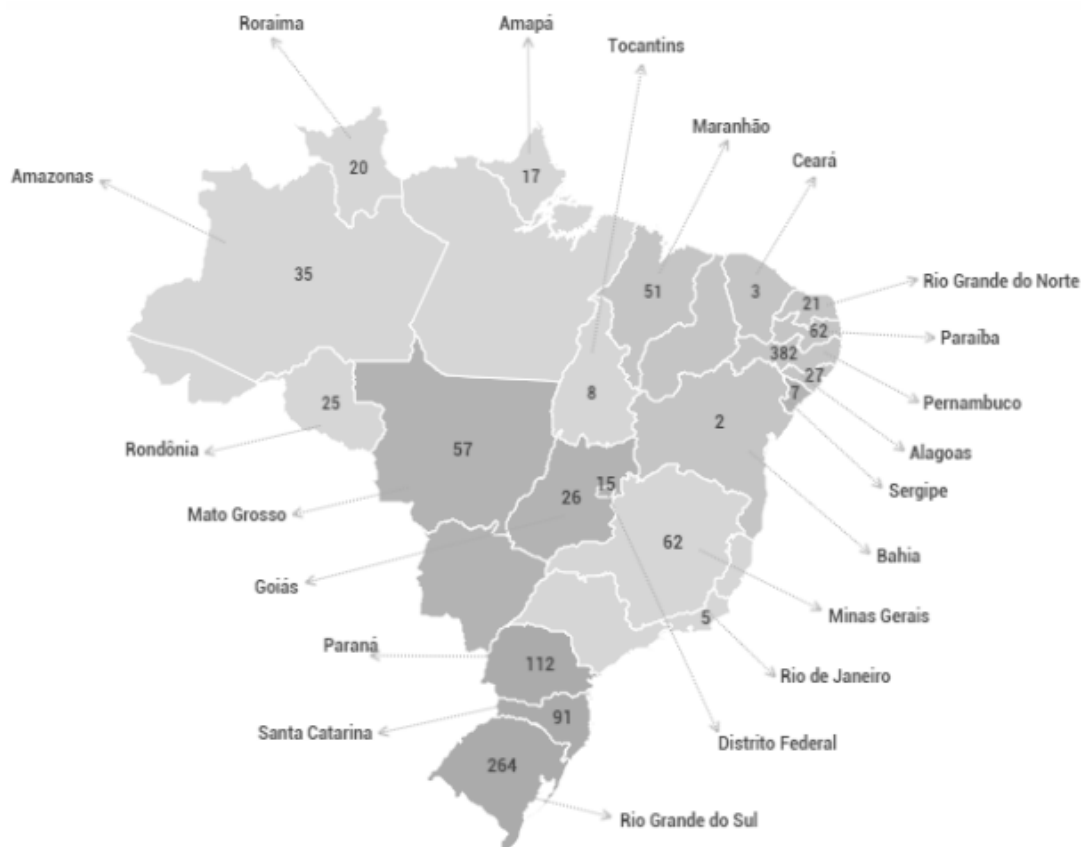 Roraima
Amapá
Tocantins
Maranhão
Ceará
Amazonas
20
17
35
51
3
Rio Grande do Norte
21
62
Paraíba
382
27
Pernambuco
8
7
25
2
Rondônia
57
Alagoas
15
Sergipe
26
Mato Grosso
62
Bahia
Goiás
5
Minas Gerais
Paraná
112
Rio de Janeiro
91
Santa Catarina
Distrito Federal
264
Rio Grande do Sul